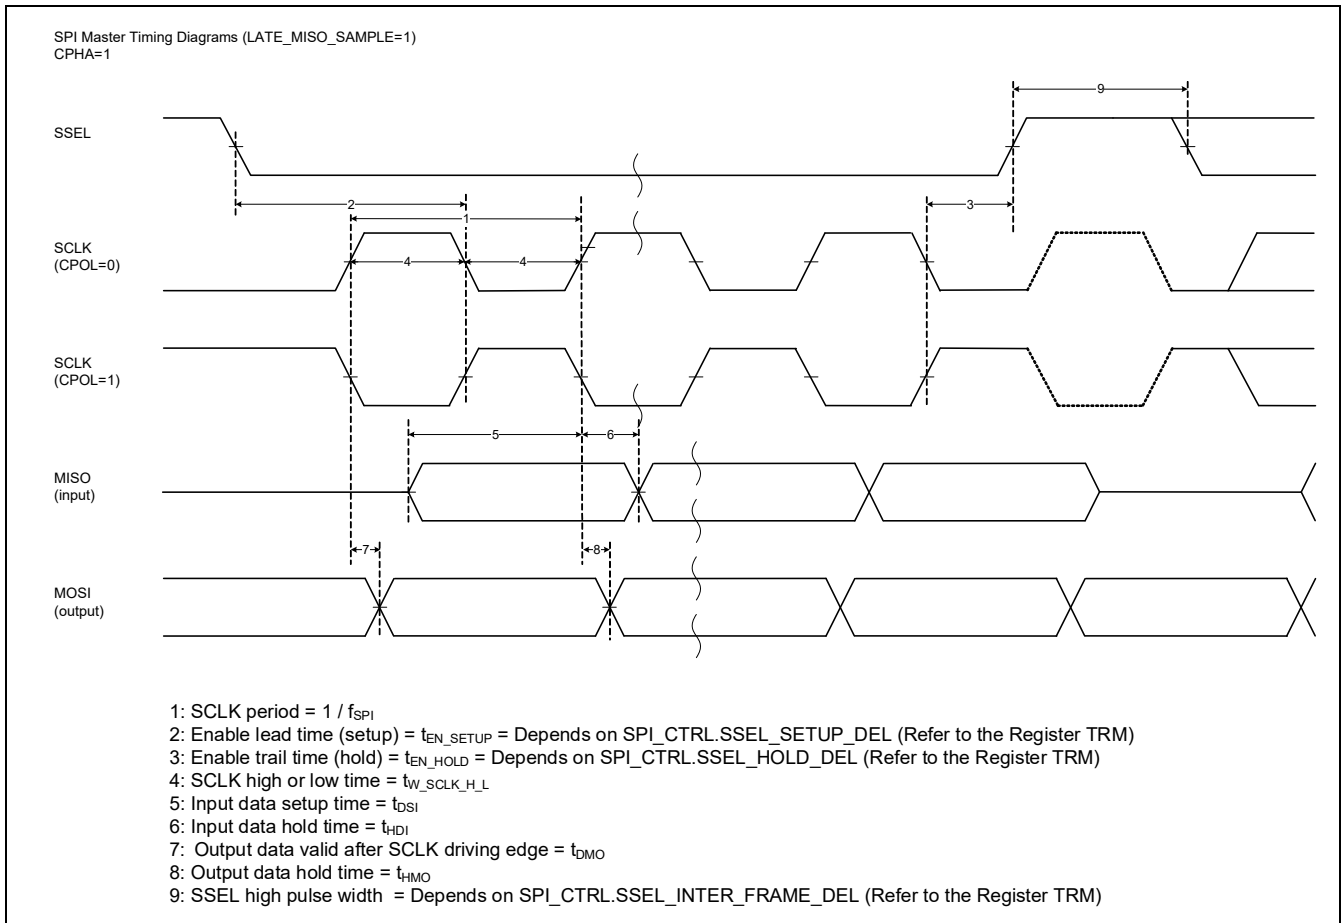 SPI Master Timing Diagrams (LATE_MISO_SAMPLE=1)
CPHA=1
9
SSEL
2
3
1
SCLK
(CPOL=0)
4
4
SCLK
(CPOL=1)
5
6
MISO
(input)
7
8
MOSI
(output)
1: SCLK period = 1 / fSPI
2: Enable lead time (setup) = tEN_SETUP = Depends on SPI_CTRL.SSEL_SETUP_DEL (Refer to the Register TRM)
3: Enable trail time (hold) = tEN_HOLD = Depends on SPI_CTRL.SSEL_HOLD_DEL (Refer to the Register TRM)
4: SCLK high or low time = tW_SCLK_H_L
5: Input data setup time = tDSI
6: Input data hold time = tHDI
7: Output data valid after SCLK driving edge = tDMO
8: Output data hold time = tHMO
9: SSEL high pulse width = Depends on SPI_CTRL.SSEL_INTER_FRAME_DEL (Refer to the Register TRM)